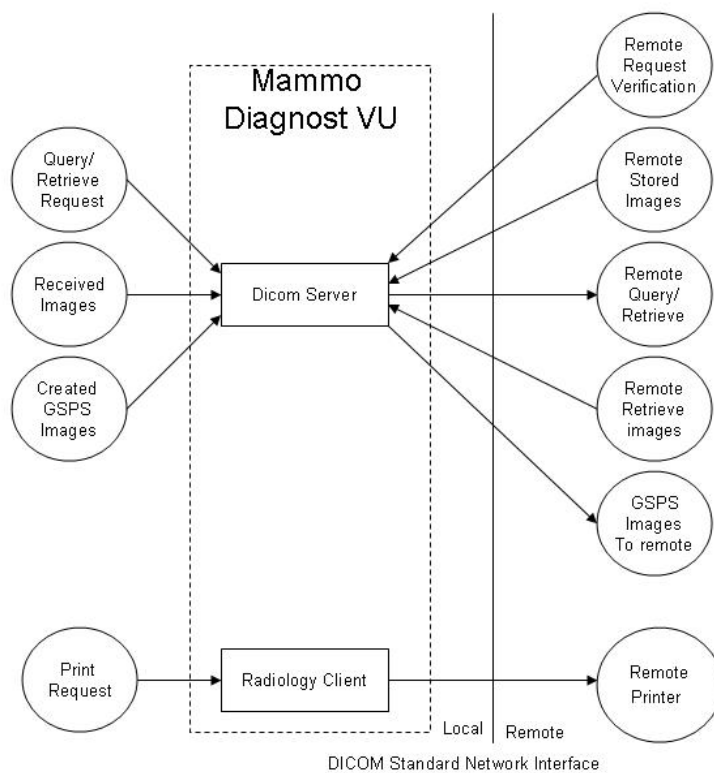 Mammo
Diagnost VU
Query/
Retrieve
Request
Received
Images
Created
GSPS
Images
Print
Request
Dicom Server
Radiology Client
Remote
Request
Verification
Remote
Stored
Images
Remote
Query/
Retrieve
Remote
Retrieve
images
GSPS
Images
To remote
Remote
Printer
Local
Remote
DICOM Standard Network Interface